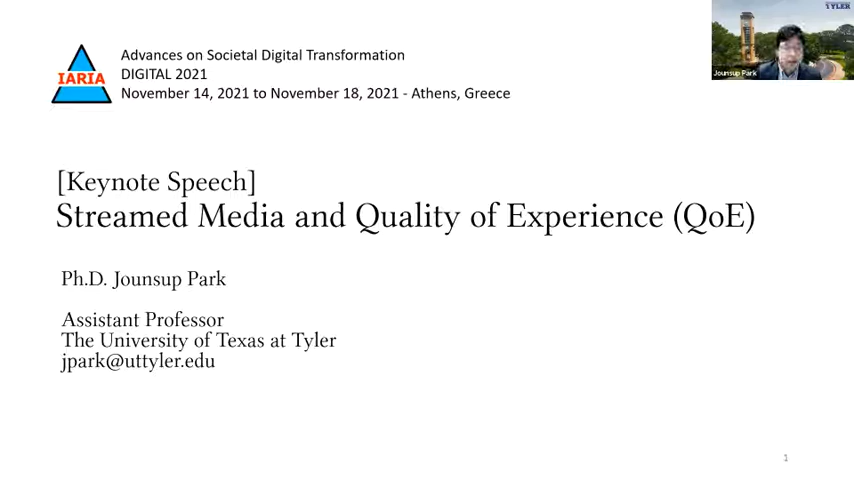 Advances on Societal Digital Transformation
DIGITAL 2021
November 14, 2021 to November 18, 2021 - Athens, Greece
IARIA
TYLER
Jounsup Park
[Keynote Speech]
Streamed Media and Quality of Experience (QoE)
Ph.D. Jounsup Park
Assistant Professor
The University of Texas at Tyler
jpark@uttyler.edu
1